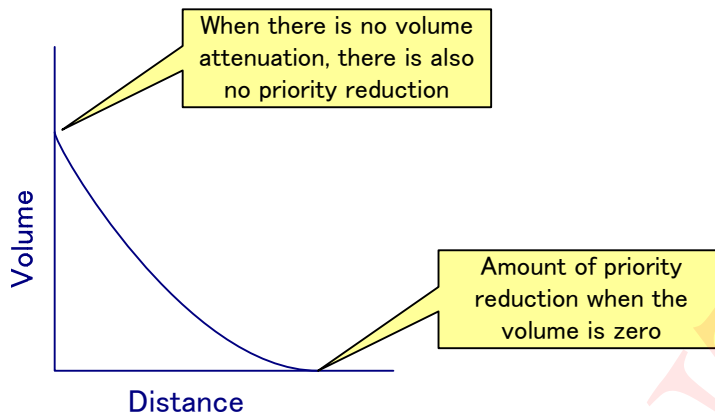 When there is no volume
attenuation, there is also
no priority reduction
Volume
Amount of priority
reduction when the
volume is zero
Distance